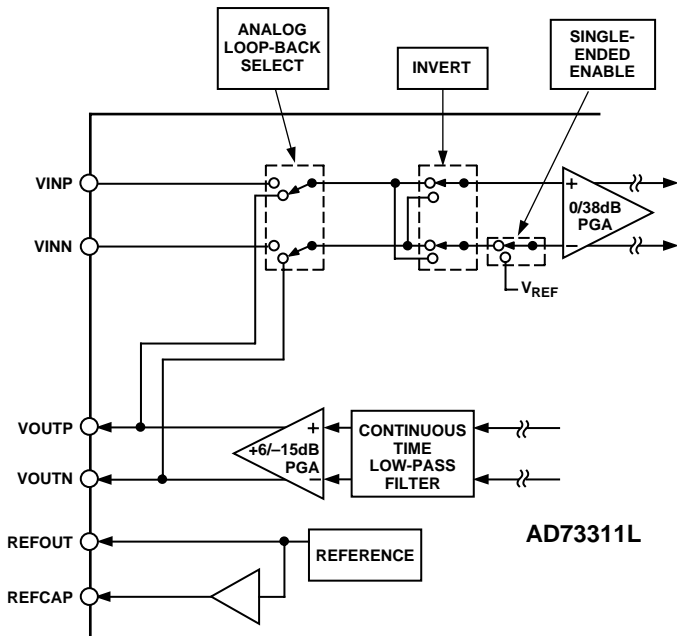 ANALOG
LOOP-BACK
SELECT
INVERT
SINGLE-
ENDED
ENABLE
VINP
+
0/38dB
PGA
VINN
–
VREF
VOUTP
+
+6/–15dB
PGA
CONTINUOUS
TIME
LOW-PASS
FILTER
VOUTN
–
REFOUT
REFERENCE
AD73311L
REFCAP